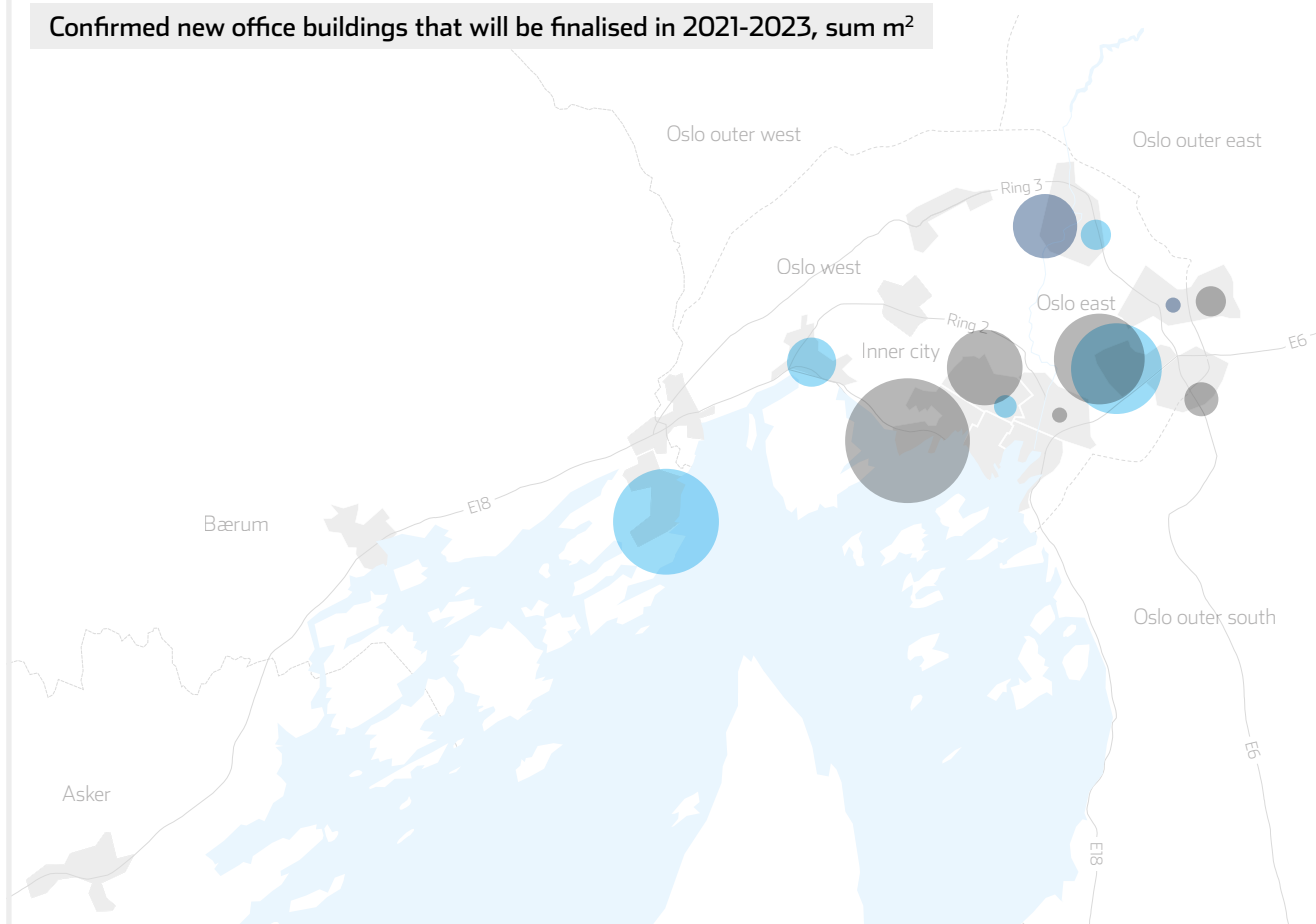 Confirmed new office buildings that will be finalised in 2021-2023, sum m²
Oslo outer west
Oslo outer east
Ring 3
Oslo west
Oslo east
Ring 2
E6
Inner city
E18
Bærum
Oslo outer south
E6
Asker
E18